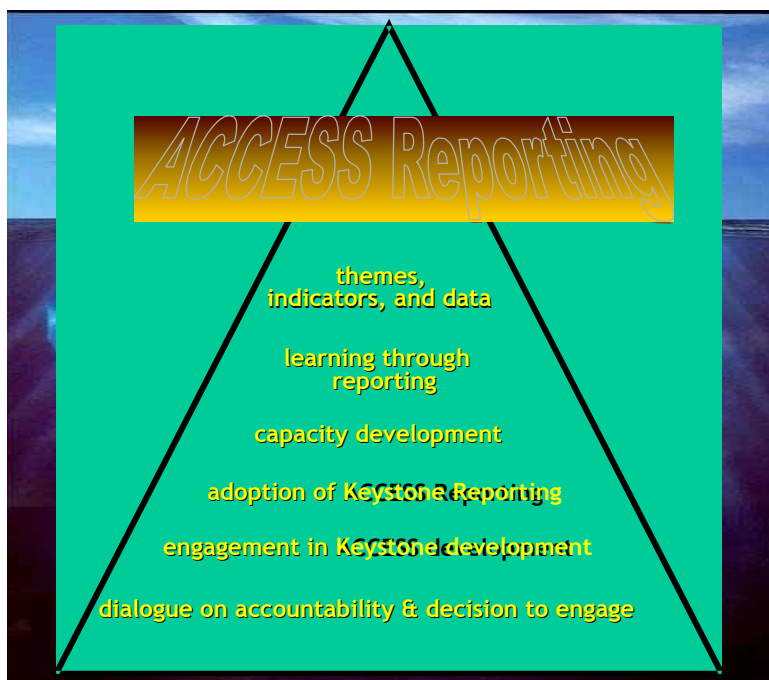 ACCESS Reporting
themes,
indicators, and data
learning through
reporting
capacity development
adoption of Keystone Reporting
engagement in Keystone development
dialogue on accountability & decision to engage